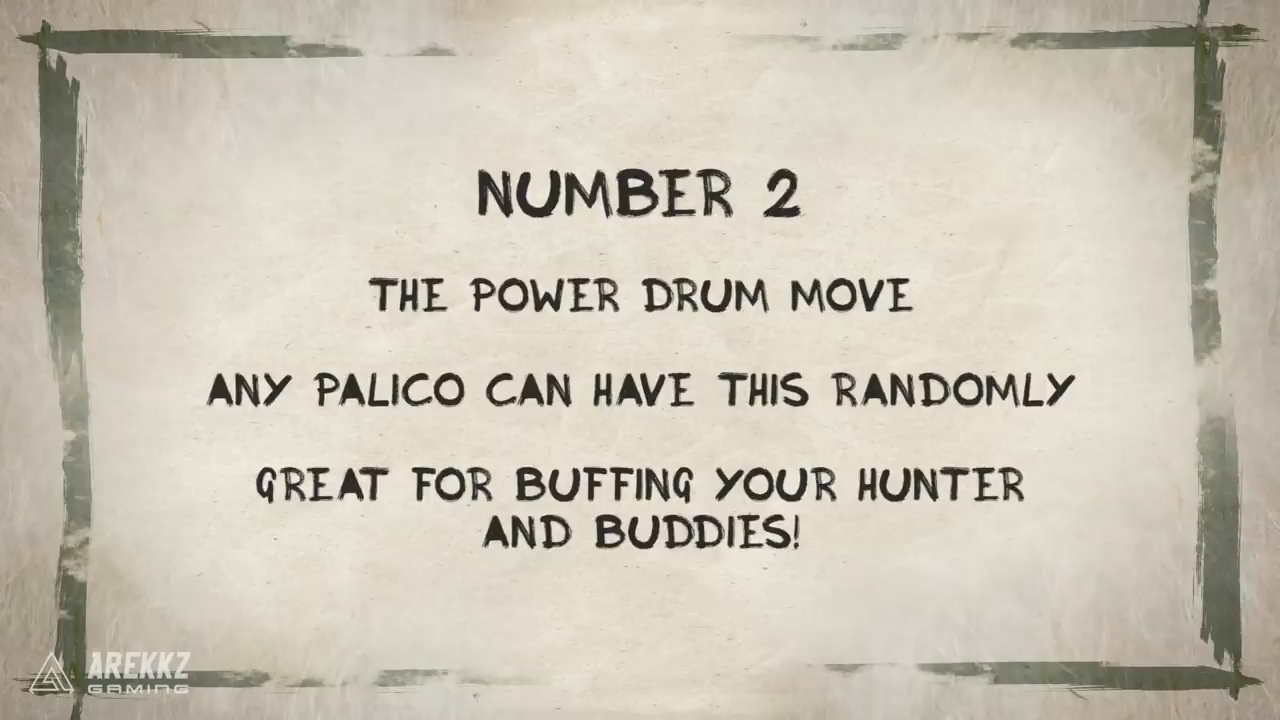 NUMBER 2
THE POWER DRUM MOVE
ANY PALICO CAN HAVE THIS RANDOMLY
GREAT FOR BUFFING YOUR HUNTER
AND BUDDIES!
AREKKZ
GAMING